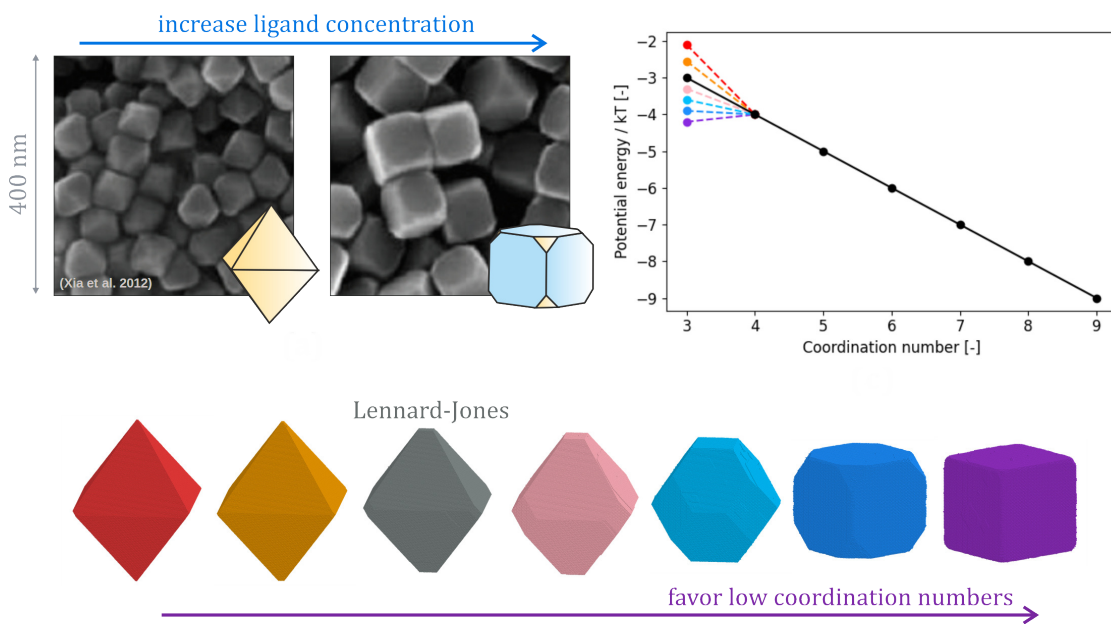 increase ligand concentration
400 nm
(Xia et al. 2012)
Potential energy / kT [-]
−2
−3
−4
−5
−6
−7
−8
−9
3 4 5 6 7 8 9
Coordination number [-]
Lennard-Jones
favor low coordination numbers